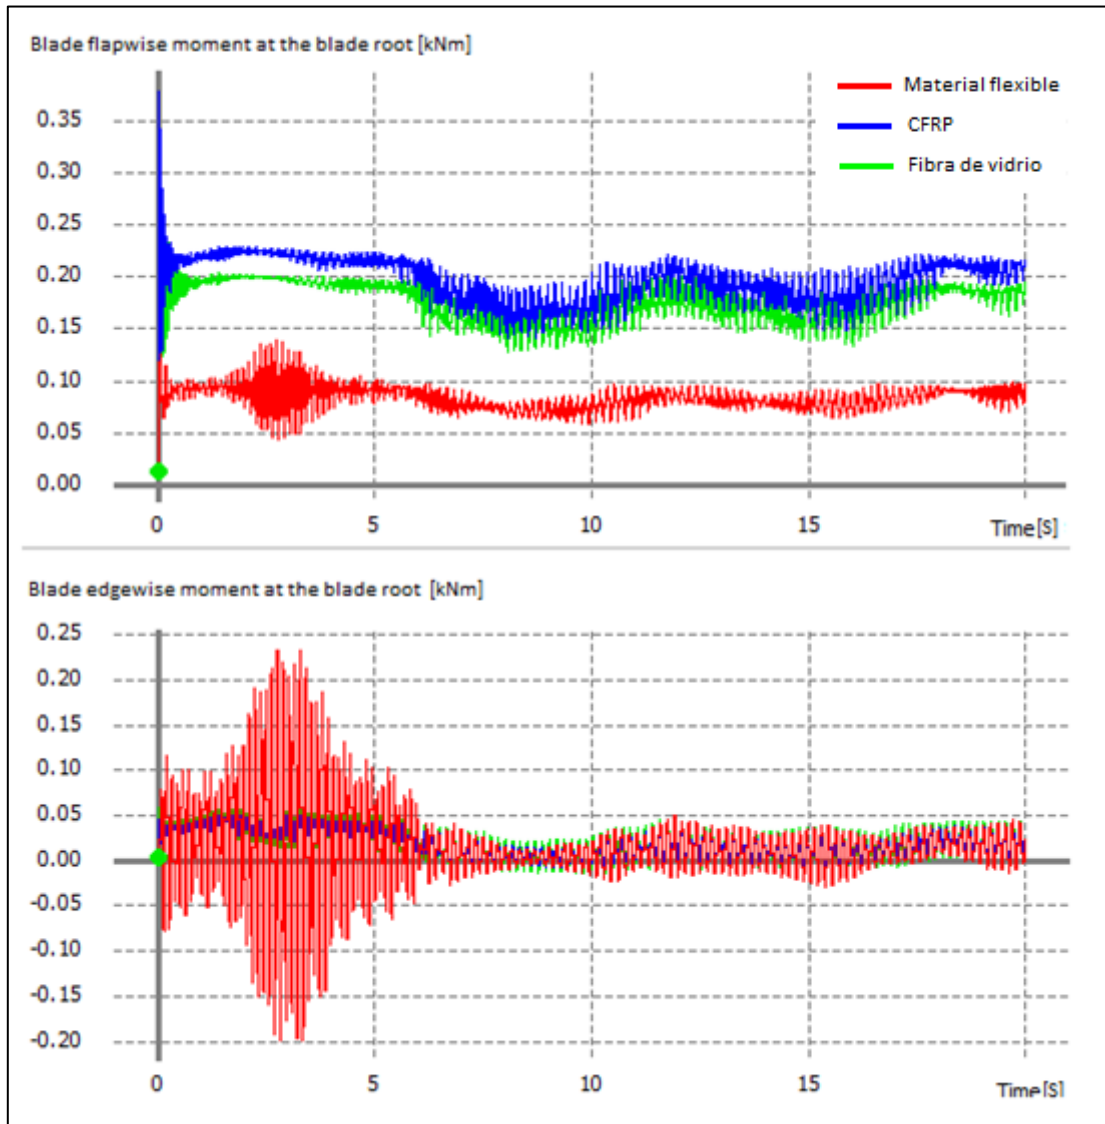 Blade flapwise moment at the blade root [kNm]
Material flexible
CFRP
Fibra de vidrio
0.35
0.30
0.25
0.20
0.15
0.10
0.05
0.00
0 5 10 15 Time[S]
Blade edgewise moment at the blade root [kNm]
0.25
0.20
0.15
0.10
0.05
0.00
-0.05
-0.10
-0.15
-0.20
0 5 10 15 Time[S]